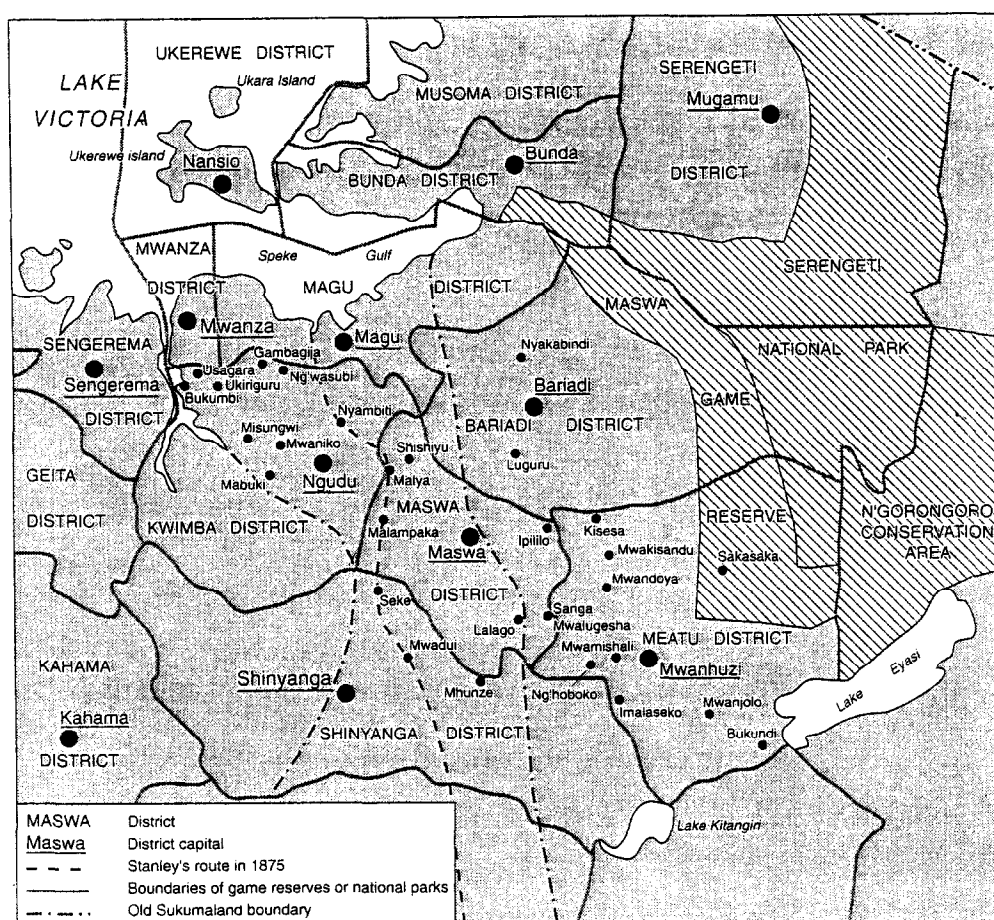 UKEREWE DISTRICT
Ukara Island
LAKE
VICTORIA
Ukerewe island
Nansio
MUSOMA DISTRICT
SERENGETI
Mugamu
DISTRICT
Bunda
BUNDA DISTRICT
MWANZA
DISTRICT
Speke Gulf
MAGU
DISTRICT
SERENGETI
NATIONAL PARK
MASWA
GAME
RESERVE
Mwanza
Magu
SENGEREMA
Sengerema
DISTRICT
Usagara
Gambagija
Ng'wasubi
Bukumbi
Ukiriguru
Nyakabindi
Bariadi
BARIADI DISTRICT
Luguru
Nyambiti
Misungwi
Mwaniko
Shishiyu
Ngudu
Malya
Mabuki
GEITA
DISTRICT
KWIMBA DISTRICT
MASWA
Malampaka
Maswa
DISTRICT
Ipililo
Kisesa
Mwakisandu
Sakasaka
N'GORONGORO
CONSERVATION
AREA
Mwandoya
Seke
Lalago
Sanga
Mwalugesha
MEATU DISTRICT
Mwamishali
Mwanhuzi
Mwadui
Ng'hoboko
Mhunze
Imalaseko
Mwanjolo
Bukundi
Lake Eyasi
KAHAMA
Kahama
DISTRICT
Shinyanga
SHINYANGA DISTRICT
Lake Kitangiri
MASWA District
Maswa District capital
Stanley's route in 1875
Boundaries of game reserves or national parks
Old Sukumaland boundary